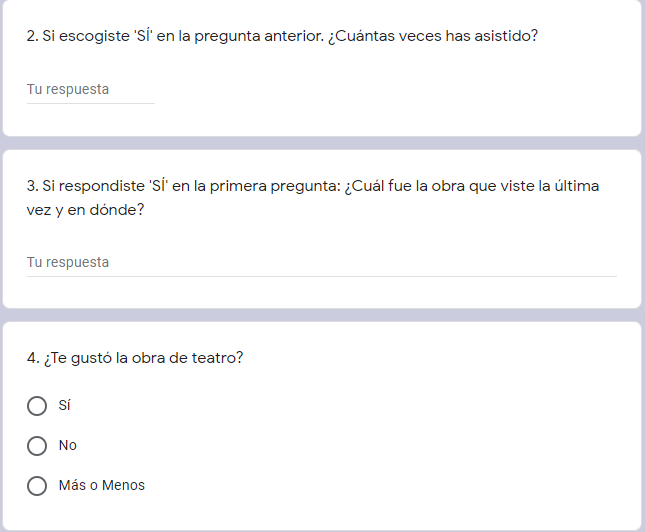 2. Si escogiste 'SÍ' en la pregunta anterior. ¿Cuántas veces has asistido?
Tu respuesta
3. Si respondiste 'SÍ' en la primera pregunta: ¿Cuál fue la obra que viste la última
vez y en dónde?
Tu respuesta
4. ¿Te gustó la obra de teatro?
Sí
No
Más o Menos